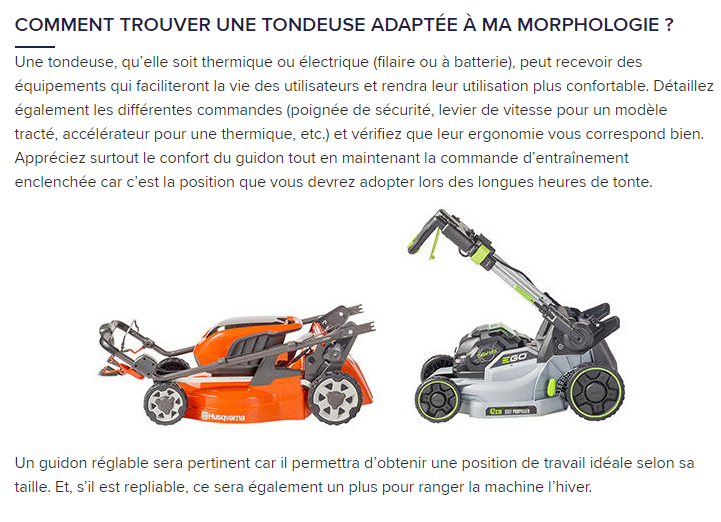 COMMENT TROUVER UNE TONDEUSE ADAPTÉE À MA MORPHOLOGIE ?
Une tondeuse, qu'elle soit thermique ou électrique (filaire ou à batterie), peut recevoir des
équipements qui faciliteront la vie des utilisateurs et rendra leur utilisation plus confortable. Détaillez
également les différentes commandes (poignée de sécurité, levier de vitesse pour un modèle
tracté, accélérateur pour une thermique, etc.) et vérifiez que leur ergonomie vous correspond bien.
Appréciez surtout le confort du guidon tout en maintenant la commande d'entraînement
enclenchée car c'est la position que vous devrez adopter lors des longues heures de tonte.
Husqvarna
EGO
42cm SELF PROPELLED
Un guidon réglable sera pertinent car il permettra d'obtenir une position de travail idéale selon sa
taille. Et, s'il est repliable, ce sera également un plus pour ranger la machine l'hiver.